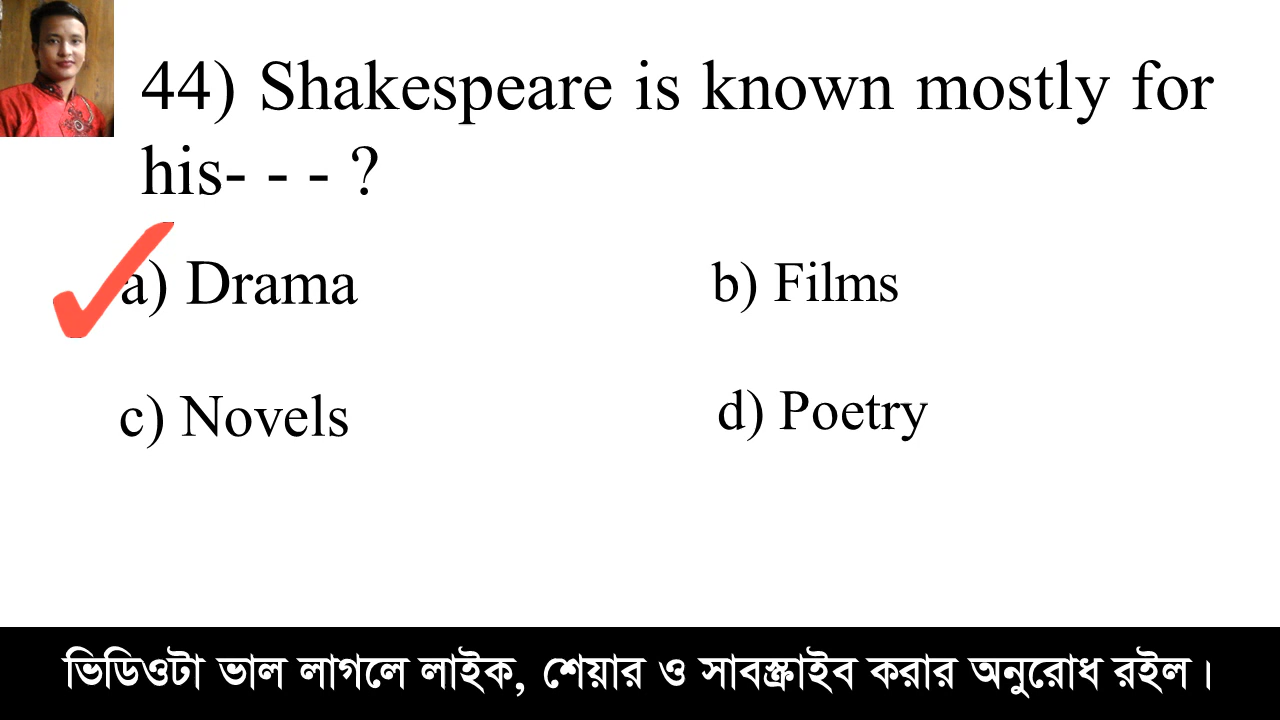 44) Shakespeare is known mostly for
his- - - ?
a) Drama
b) Films
c) Novels
d) Poetry
ভিডিওটা ভাল লাগলে লাইক, শেয়ার ও সাবস্ক্রাইব করার অনুরোধ রইল।